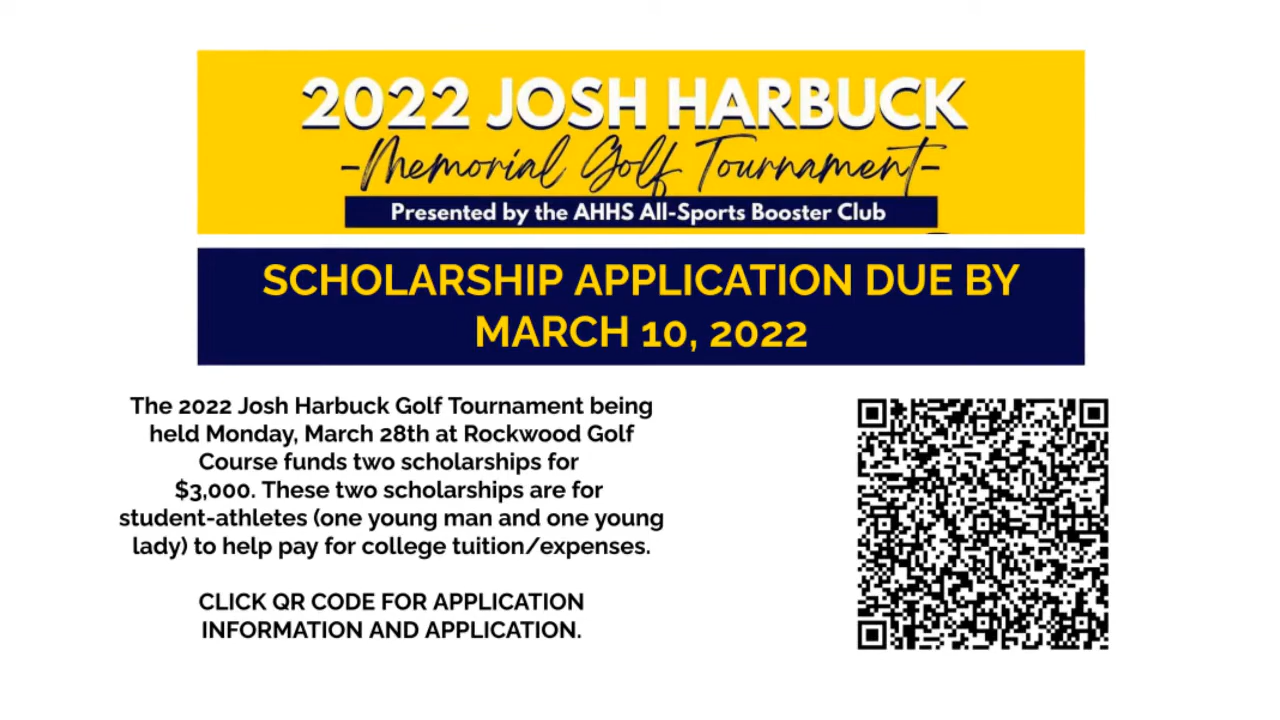 2022 JOSH HARBUCK
-Memorial Golf Tournament-
Presented by the AHHS All-Sports Booster Club
SCHOLARSHIP APPLICATION DUE BY
MARCH 10, 2022
The 2022 Josh Harbuck Golf Tournament being
held Monday, March 28th at Rockwood Golf
Course funds two scholarships for
$3,000. These two scholarships are for
student-athletes (one young man and one young
lady) to help pay for college tuition/expenses.
CLICK QR CODE FOR APPLICATION
INFORMATION AND APPLICATION.